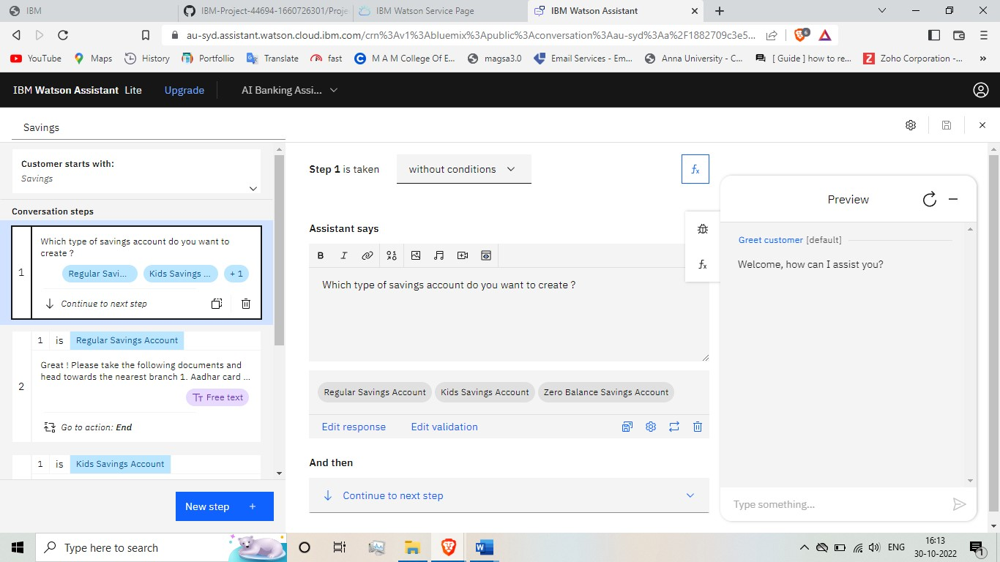 IBM
IBM-Project-44694-1660726301/Proje
IBM Watson Service Page
IBM Watson Assistant
au-syd.assistant.watson.cloud.ibm.com/crn%3Av1%3Abluemix%3Apublic%3Aconversation%3Aau-syd%3Aa%2F1882709c3e5...
6
YouTube
Maps
History
Portfollio
Translate
fast
M A M College Of E...
magsa3.0
Email Services - Em...
Anna University - C...
[ Guide ] how to re...
Zoho Corporation -...
IBM Watson Assistant Lite
Upgrade
AI Banking Assi...
Savings
Customer starts with:
Savings
Conversation steps
1
Which type of savings account do you want to
create ?
Regular Savi... Kids Savings ... + 1
Continue to next step
1 is Regular Savings Account
2
Great ! Please take the following documents and
head towards the nearest branch 1. Aadhar card ...
Free text
Go to action: End
1 is Kids Savings Account
New step +
Step 1 is taken without conditions
fx
Assistant says
B I
Which type of savings account do you want to create ?
Regular Savings Account Kids Savings Account Zero Balance Savings Account
Edit response Edit validation
And then
Continue to next step
fx
Preview
Greet customer [default]
Welcome, how can I assist you?
Type something...
Type here to search
ENG
16:13
30-10-2022
1